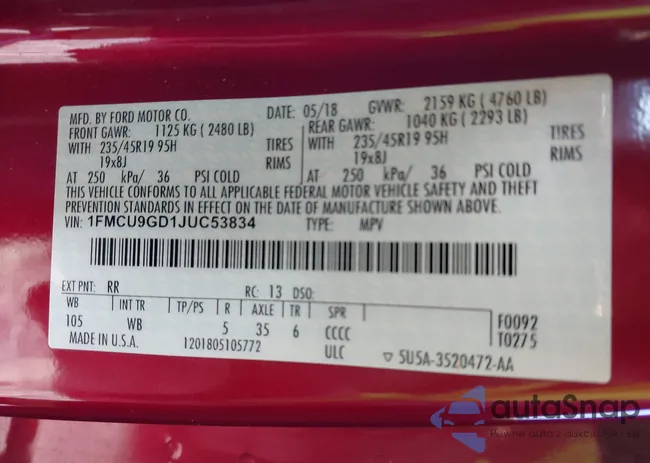 MFD. BY FORD MOTOR CO.
DATE: 05/18 GVWR: 2159 KG ( 4760 LB)
FRONT GAWR: 1125 KG ( 2480 LB) REAR GAWR: 1040 KG ( 2293 LB)
WITH 235/45R19 95H TIRES WITH 235/45R19 95H TIRES
19x8J RIMS 19x8J RIMS
AT 250 kPa/ 36 PSI COLD AT 250 kPa/ 36 PSI COLD
THIS VEHICLE CONFORMS TO ALL APPLICABLE FEDERAL MOTOR VEHICLE SAFETY AND THEFT
PREVENTION STANDARDS IN EFFECT ON THE DATE OF MANUFACTURE SHOWN ABOVE.
VIN: 1FMCU9GD1JUC53834 TYPE: MPV
EXT PNT: RR RC: 13 DSO:
WB INT TR TP/PS R AXLE TR SPR
105 WB 5 35 6 CCCC
F0092
T0275
MADE IN U.S.A. 1201805105772 ULC ▽ 5U5A-3520472-AA
autoSnap
Pewne auta z aukcji